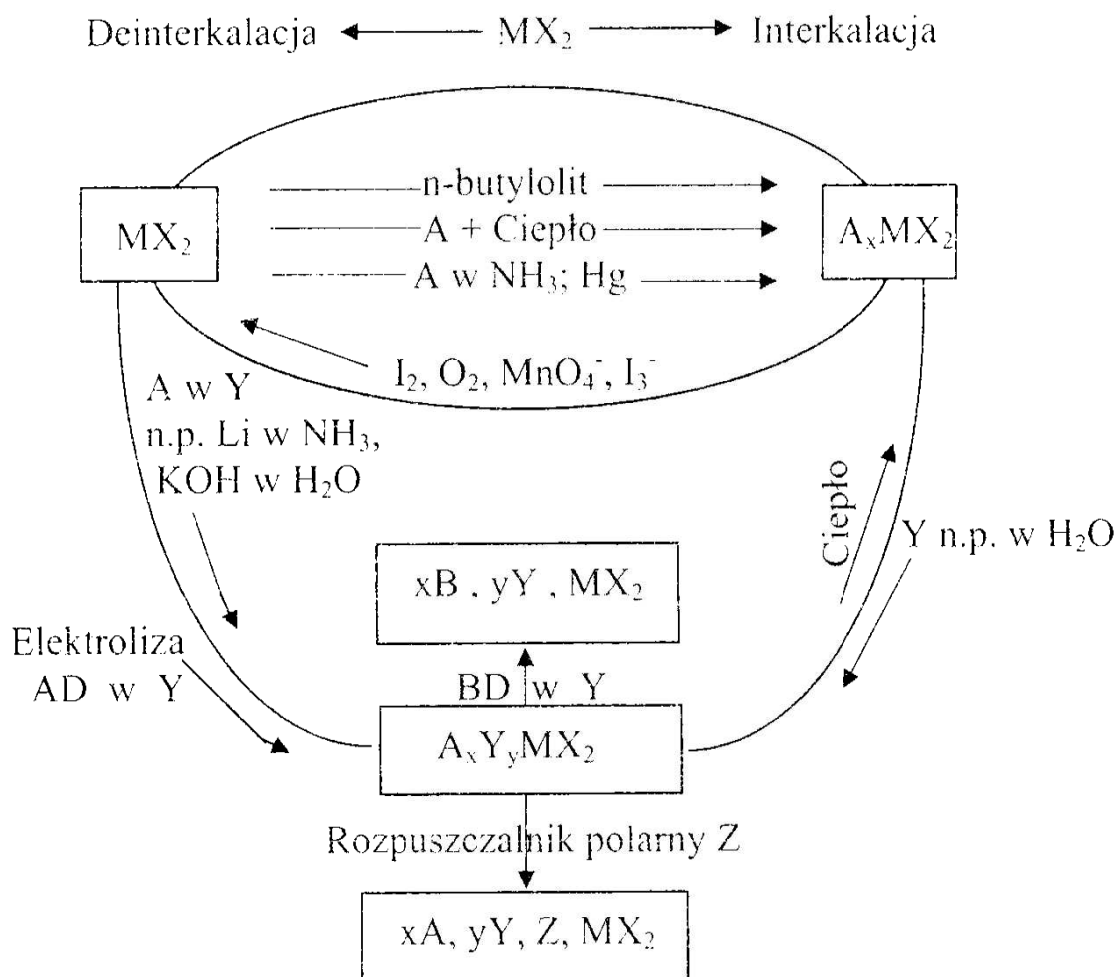 Deinterkalacja MX₂ Interkalacja
n-butylolit
MX₂ A + Ciepło AₓMX₂
A w NH₃; Hg
I₂, O₂, MnO₄⁻, I₃⁻
A w Y
n.p. Li w NH₃,
KOH w H₂O
Ciepło
Y n.p. w H₂O
xB , yY , MX₂
Elektroliza
AD w Y
BD w Y
AₓYᵧMX₂
Rozpuszczalnik polarny Z
xA, yY, Z, MX₂